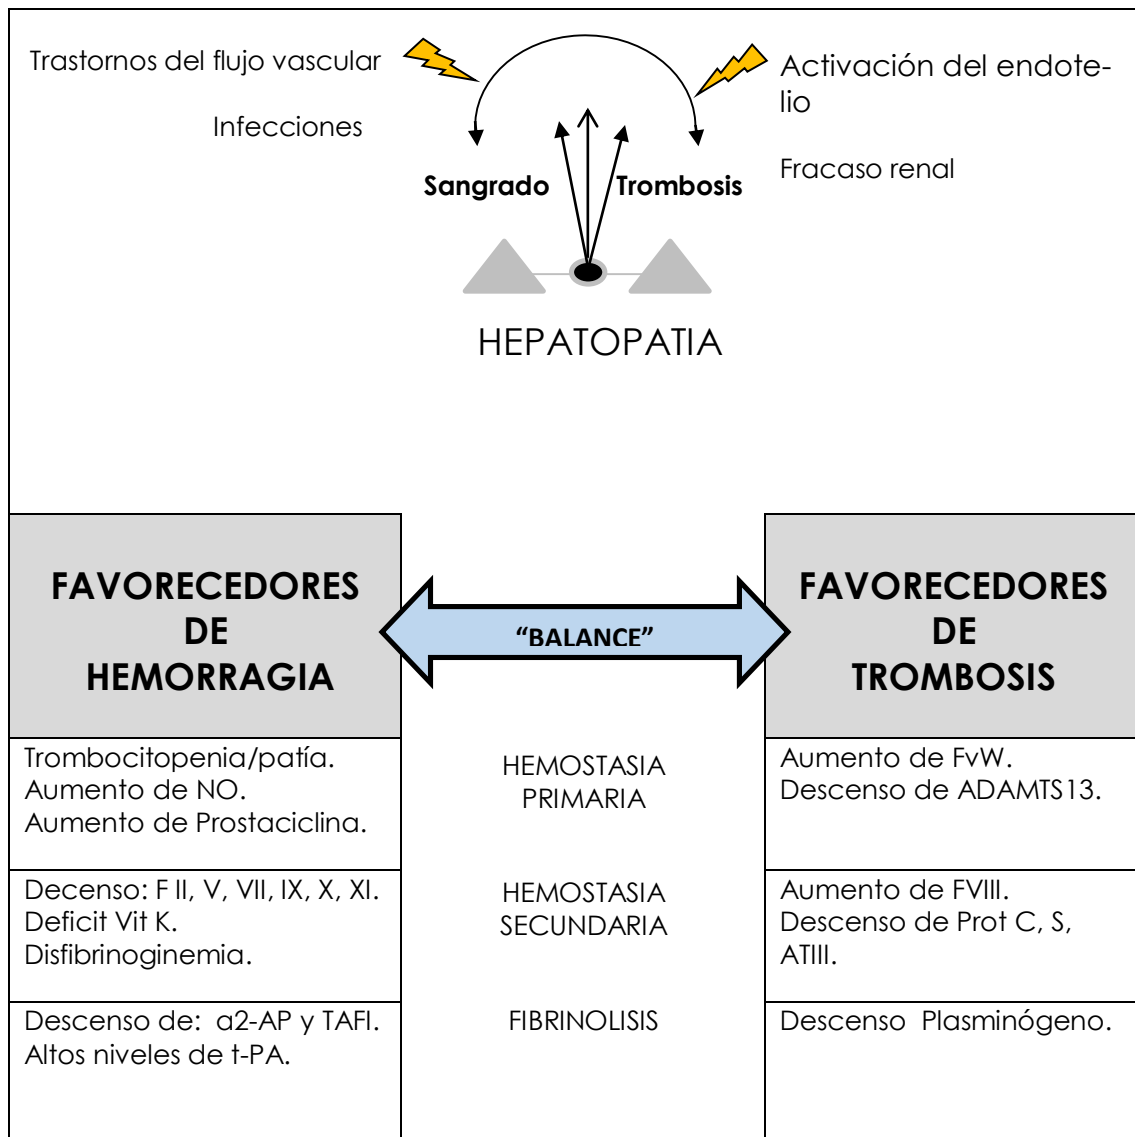 Trastornos del flujo vascular
Infecciones
Activación del endote-
lio
Fracaso renal
Sangrado
Trombosis
HEPATOPATIA
FAVORECEDORES
DE
HEMORRAGIA
“BALANCE”
FAVORECEDORES
DE
TROMBOSIS
Trombocitopenia/patía.
Aumento de NO.
Aumento de Prostaciclina.
HEMOSTASIA
PRIMARIA
Aumento de FvW.
Descenso de ADAMTS13.
Decenso: F II, V, VII, IX, X, XI.
Deficit Vit K.
Disfibrinoginemia.
HEMOSTASIA
SECUNDARIA
Aumento de FVIII.
Descenso de Prot C, S,
ATIII.
Descenso de: α2-AP y TAFI.
Altos niveles de t-PA.
FIBRINOLISIS
Descenso Plasminógeno.